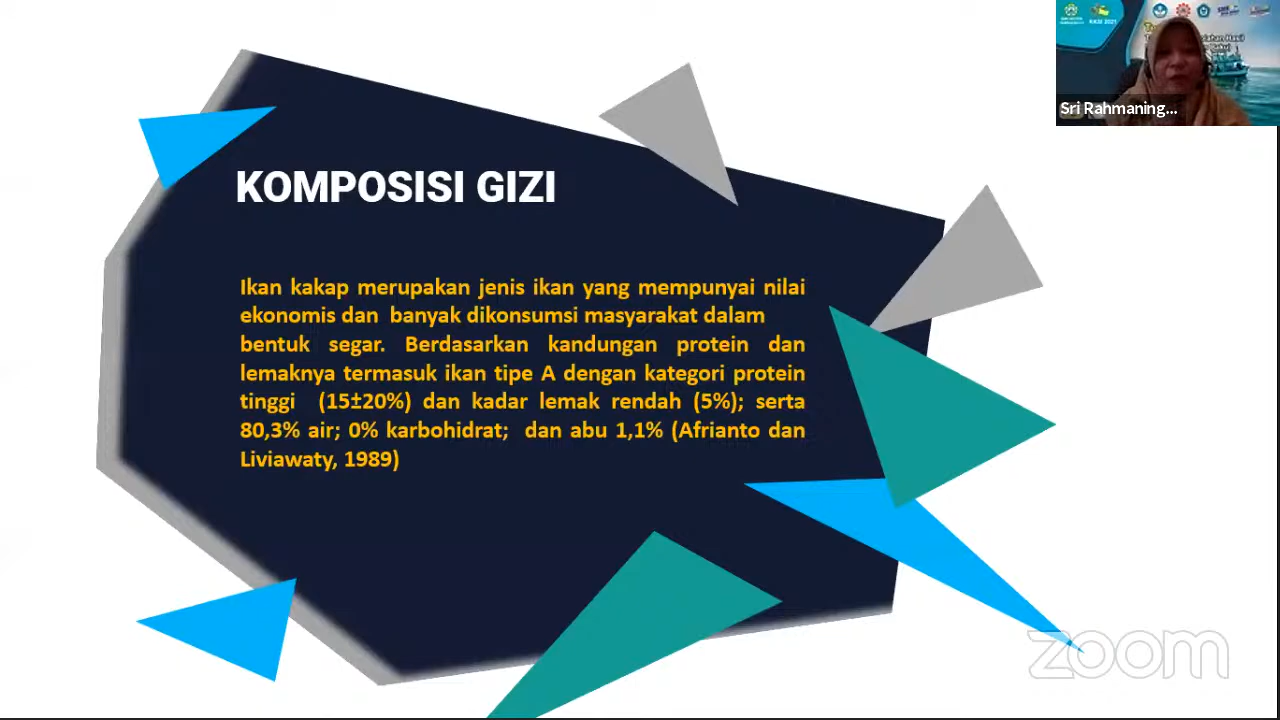 KOMPOSISI GIZI
Ikan kakap merupakan jenis ikan yang mempunyai nilai
ekonomis dan banyak dikonsumsi masyarakat dalam
bentuk segar. Berdasarkan kandungan protein dan
lemaknya termasuk ikan tipe A dengan kategori protein
tinggi (15±20%) dan kadar lemak rendah (5%); serta
80,3% air; 0% karbohidrat; dan abu 1,1% (Afrianto dan
Liviawaty, 1989)
Sri Rahmaning...
zoom